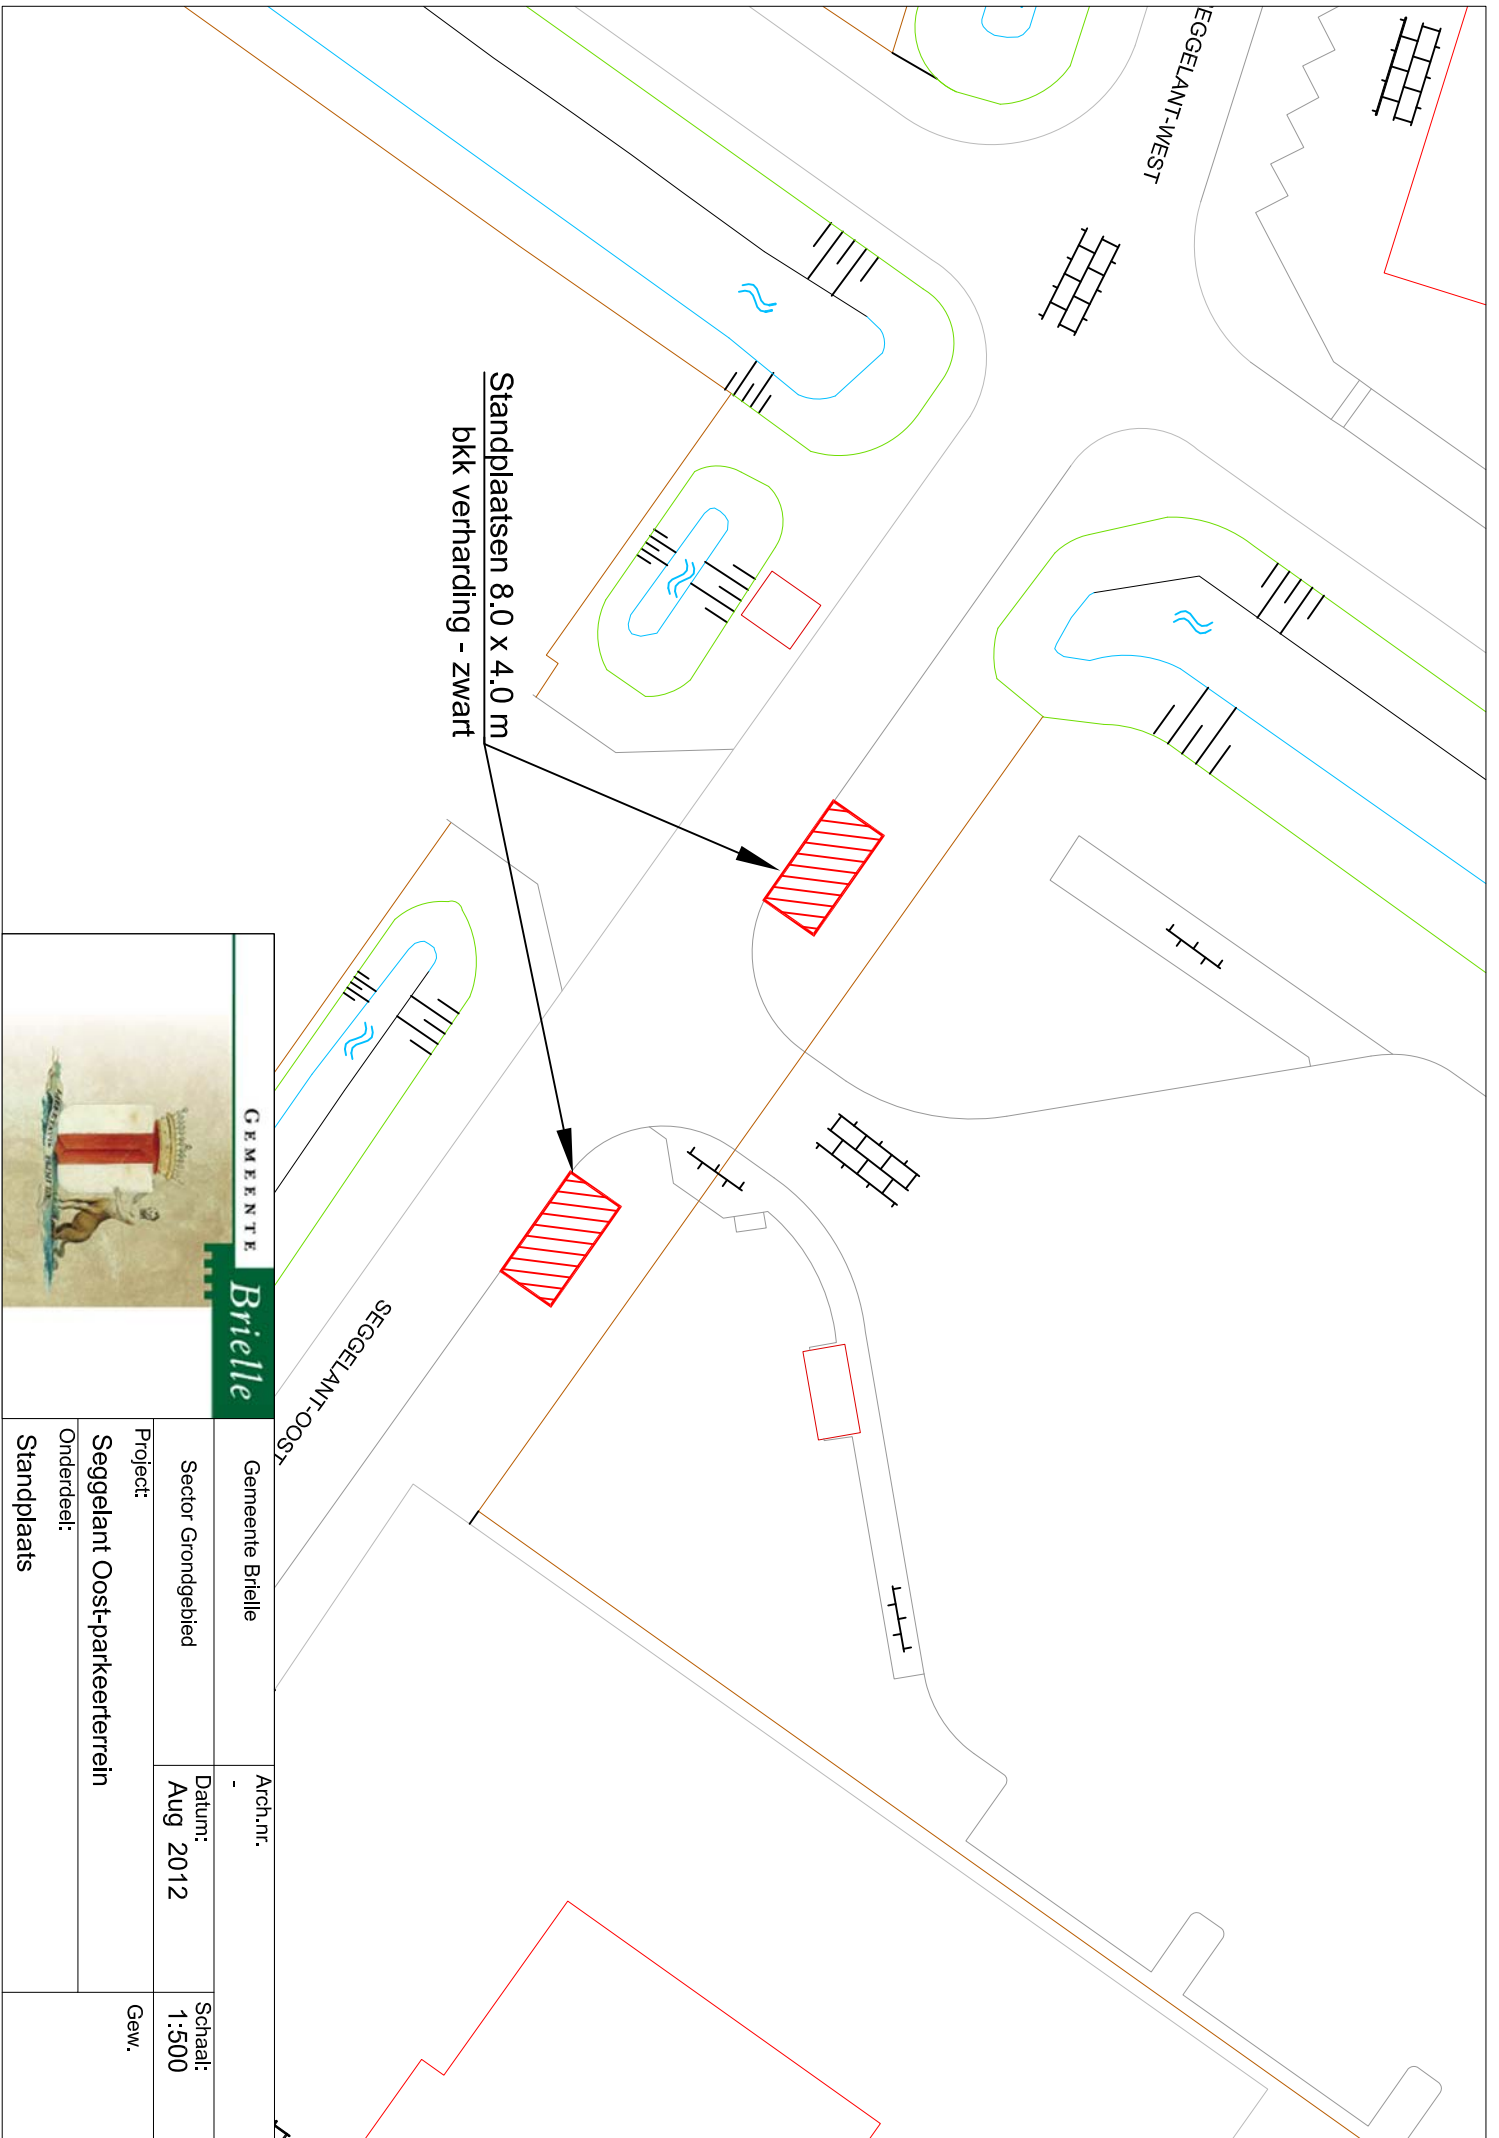 EGGELANT-WEST
Standplaatsen 8.0 x 4.0 m
bkk verharding - zwart
SEGGELANT-OOST
GEMEENTE
Brielle
Gemeente Brielle
Arch.nr.
-
Sector Grondgebied
Datum:
Aug 2012
Schaal:
1:500
Project:
Seggelant Oost-parkeerterrein
Gew.
Onderdeel:
Standplaats